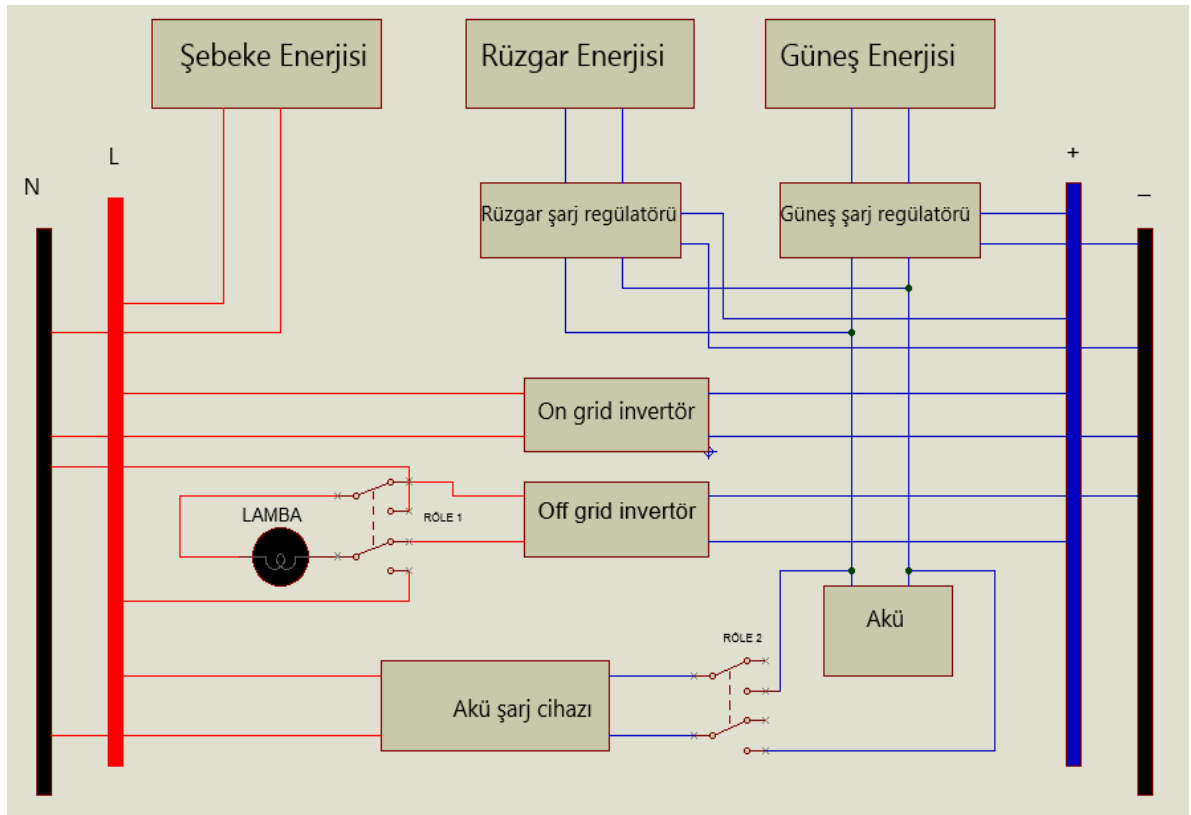 Şebeke Enerjisi
Rüzgar Enerjisi
Güneş Enerjisi
L
N
+
–
Rüzgar şarj regülatörü
Güneş şarj regülatörü
On grid invertör
Off grid invertör
LAMBA
RÖLE 1
Akü
RÖLE 2
Akü şarj cihazı